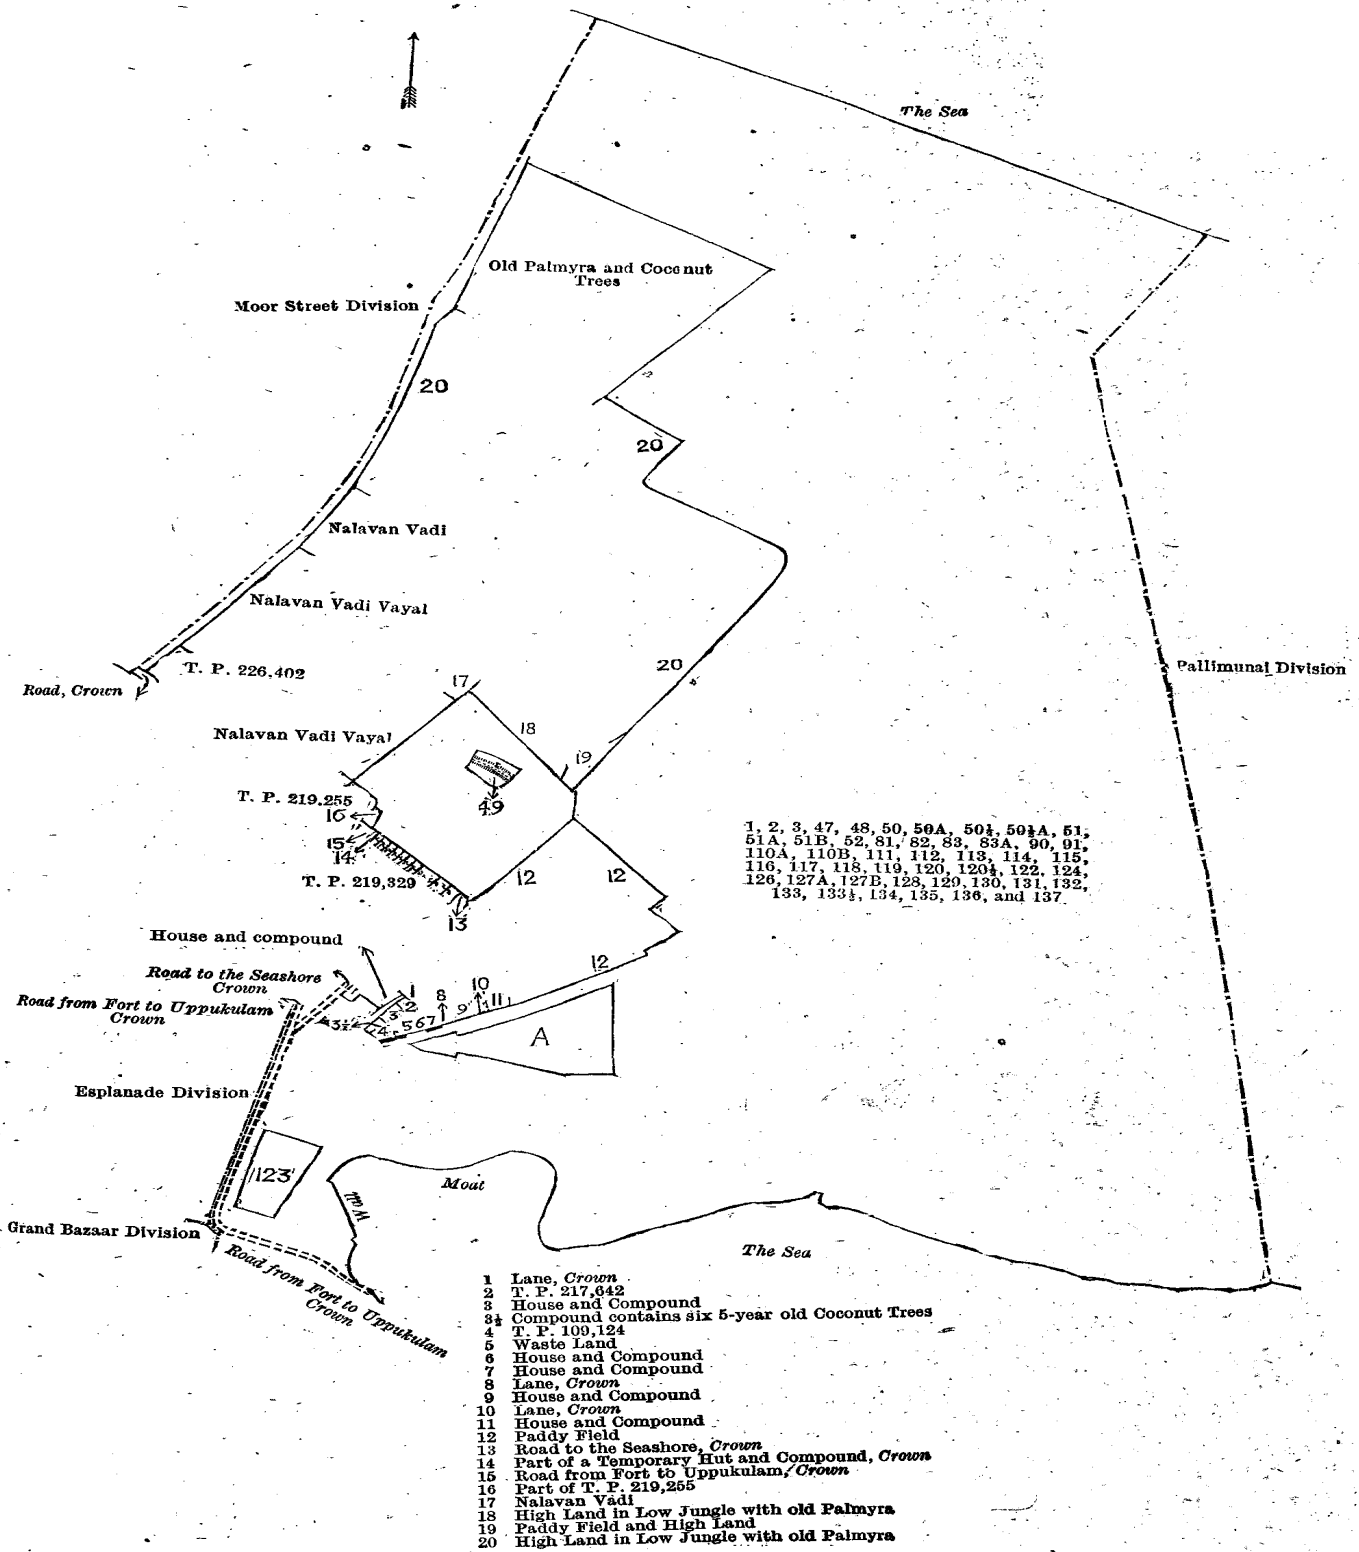 The Sea
Old Palmyra and Coconut
Trees
Moor Street Division
20
20
Nalavan Vadi
Nalavan Vadi Vayal
T. P. 226,402
Road, Crown
20
Pallimunai Division
17
18
Nalavan Vadi Vayal
19
T. P. 219,255
49
16
15
14
T. P. 219,329
12
12
13
1, 2, 3, 47, 48, 50, 50A, 50½, 50½A, 51,
51A, 51B, 52, 81, 82, 83, 83A, 90, 91,
110A, 110B, 111, 112, 113, 114, 115,
116, 117, 118, 119, 120, 120½, 122, 124,
126, 127A, 127B, 128, 129, 130, 131, 132,
133, 133½, 134, 135, 136, and 137
House and compound
12
Road to the Seashore
Crown
Road from Fort to Uppukulam
Crown
1
2
3
3½
4
5
6
7
8
9
10
11
A
Esplanade Division
123
Moat
Wall
Grand Bazaar Division
Road from Fort to Uppukulam
Crown
The Sea
1 Lane, Crown
2 T. P. 217,642
3 House and Compound
3½ Compound contains six 5-year old Coconut Trees
4 T. P. 109,124
5 Waste Land
6 House and Compound
7 House and Compound
8 Lane, Crown
9 House and Compound
10 Lane, Crown
11 House and Compound
12 Paddy Field
13 Road to the Seashore, Crown
14 Part of a Temporary Hut and Compound, Crown
15 Road from Fort to Uppukulam, Crown
16 Part of T. P. 219,255
17 Nalavan Vadi
18 High Land in Low Jungle with old Palmyra
19 Paddy Field and High Land
20 High Land in Low Jungle with old Palmyra